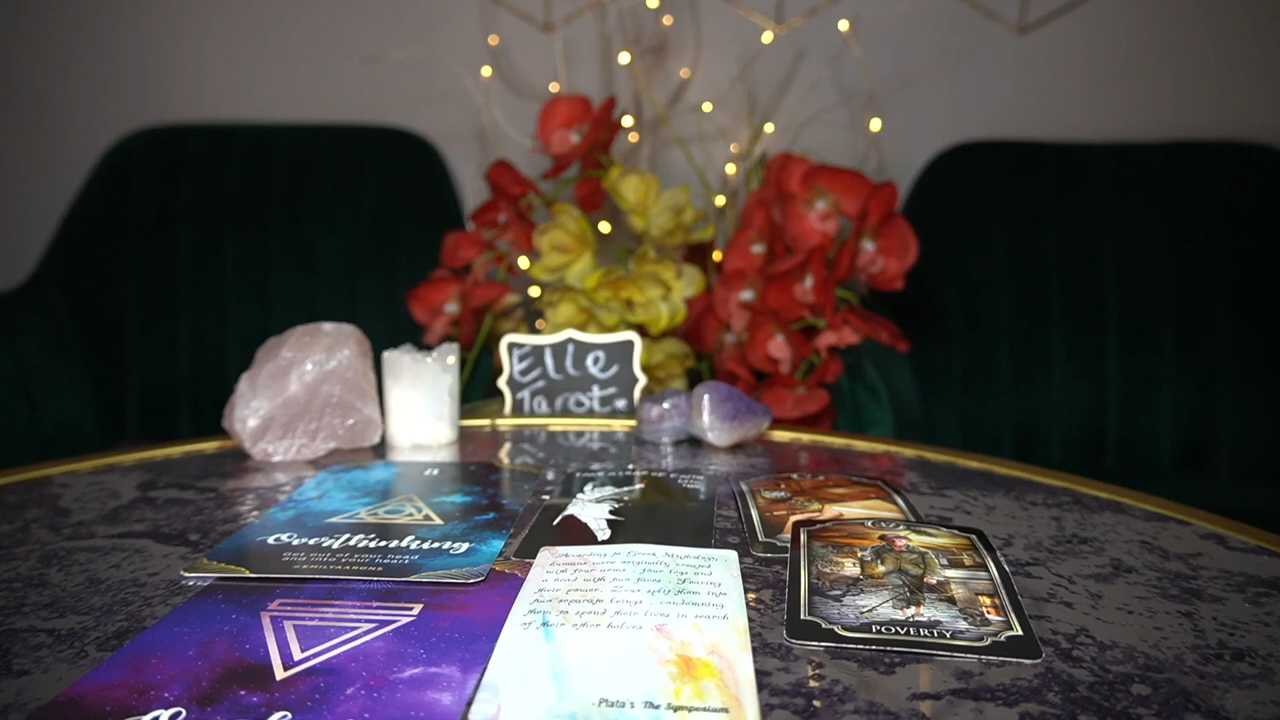 Elle
Tarot
Overthinking
Get out of your head
and into your heart
@EMILYAARONS
According to Greek Mythology,
humans were originally created
with four arms, four legs and
a head with two faces. Fearing
their power, Zeus split them into
two separate beings, condemning
them to spend their lives in search
of their other halves.
-Plato's The Symposium
POVERTY